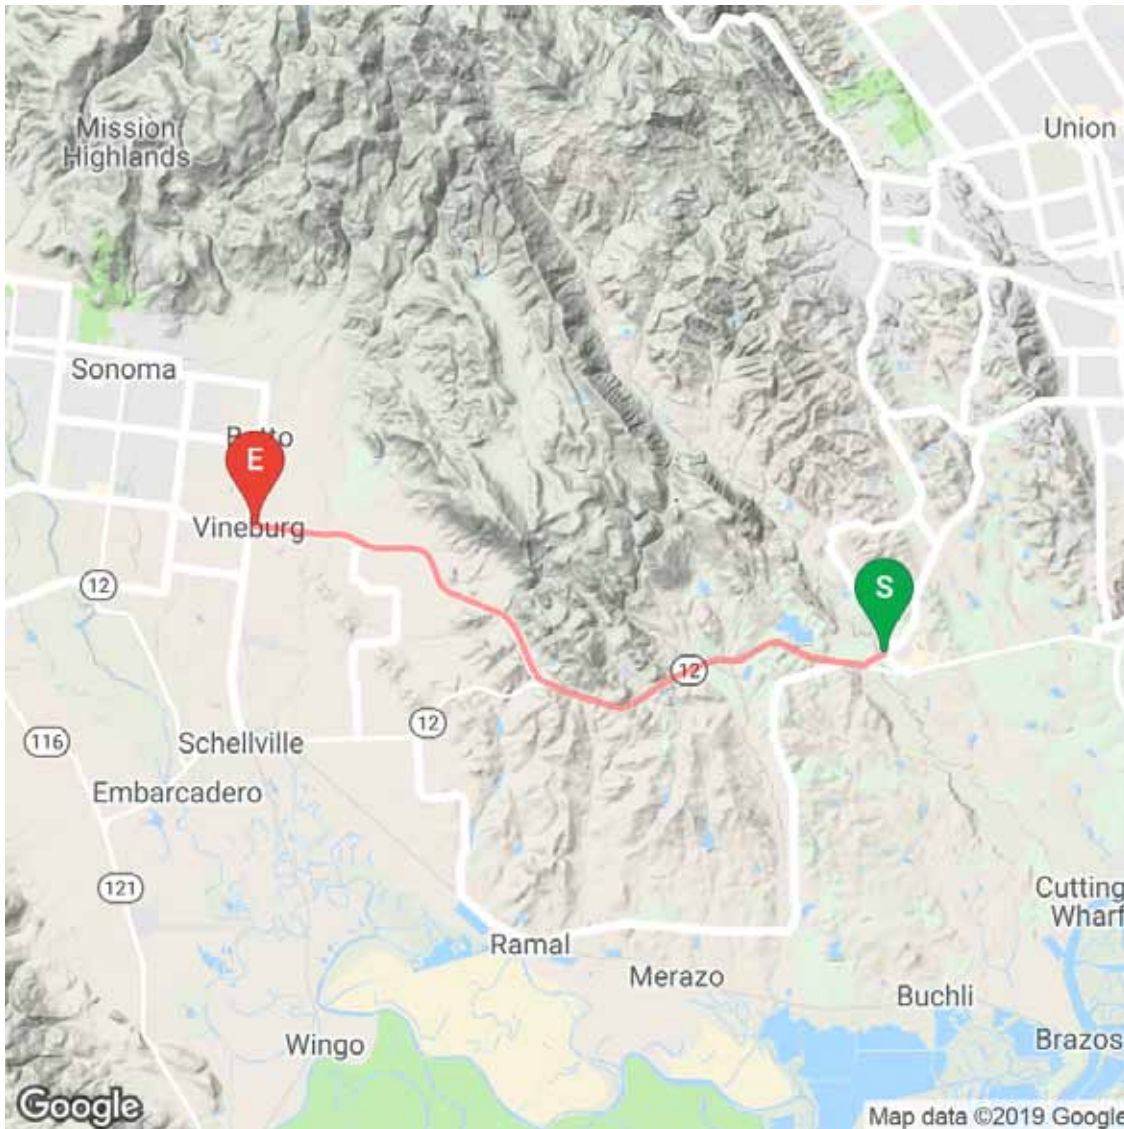 Mission
Highlands
Union
Sonoma
E
Vineburg
S
12
12
12
116
Schellville
Embarcadero
121
Cutting
Wharf
Ramal
Merazo
Buchli
Wingo
Brazos
Google
Map data ©2019 Google